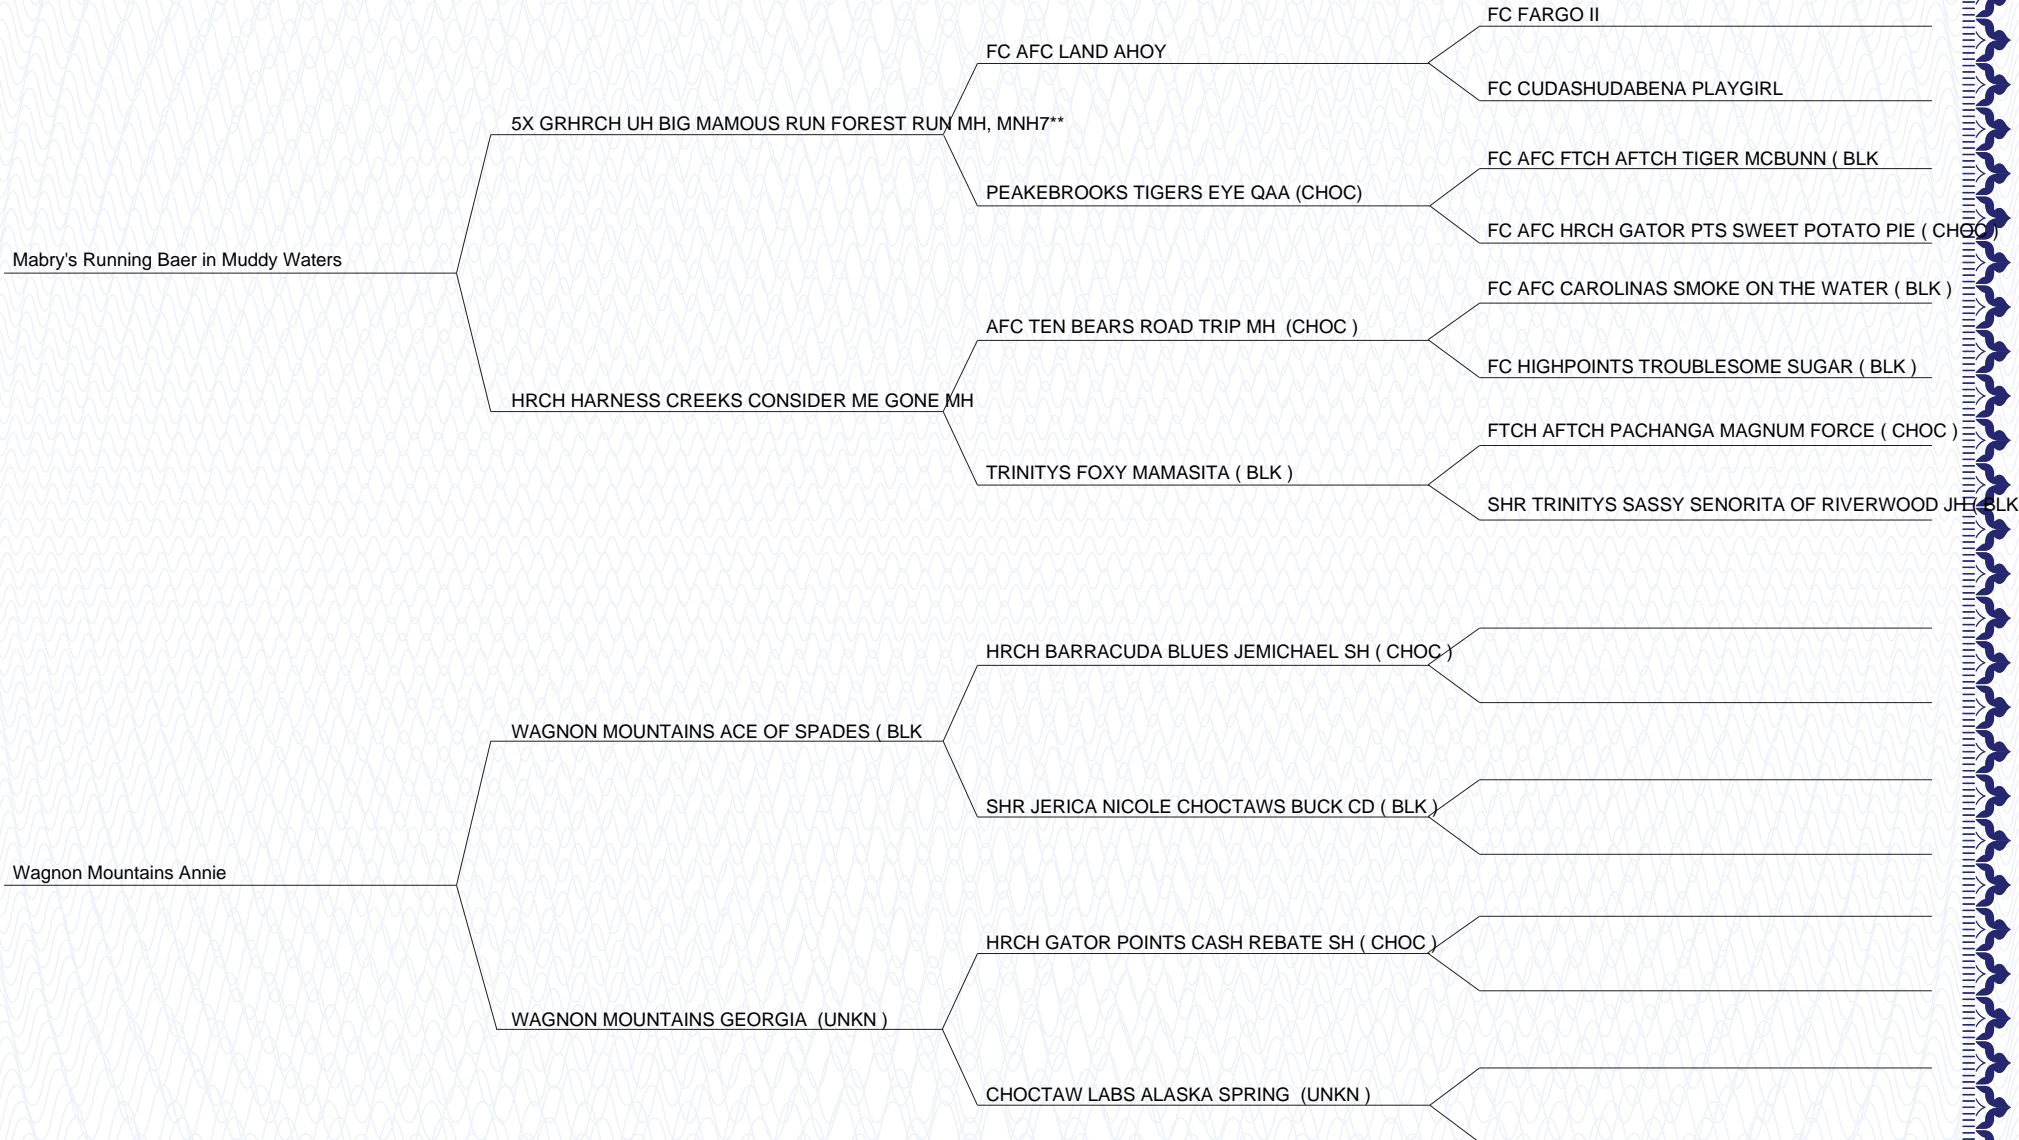 FC FARGO II
FC AFC LAND AHOY
FC CUDASHUDABENA PLAYGIRL
5X GRHRCH UH BIG MAMOUS RUN FOREST RUN MH, MNH7**
FC AFC FTCH AFTCH TIGER MCBUNN ( BLK
PEAKEBROOKS TIGERS EYE QAA (CHOC)
FC AFC HRCH GATOR PTS SWEET POTATO PIE ( CHOC )
Mabry's Running Baer in Muddy Waters
FC AFC CAROLINAS SMOKE ON THE WATER ( BLK )
AFC TEN BEARS ROAD TRIP MH (CHOC )
FC HIGHPOINTS TROUBLESOME SUGAR ( BLK )
HRCH HARNESS CREEKS CONSIDER ME GONE MH
FTCH AFTCH PACHANGA MAGNUM FORCE ( CHOC )
TRINITYS FOXY MAMASITA ( BLK )
SHR TRINITYS SASSY SENORITA OF RIVERWOOD JH ( BLK
HRCH BARRACUDA BLUES JEMICHAEL SH ( CHOC )
WAGNON MOUNTAINS ACE OF SPADES ( BLK
SHR JERICA NICOLE CHOCTAWS BUCK CD ( BLK )
Wagnon Mountains Annie
HRCH GATOR POINTS CASH REBATE SH ( CHOC )
WAGNON MOUNTAINS GEORGIA (UNKN )
CHOCTAW LABS ALASKA SPRING (UNKN )